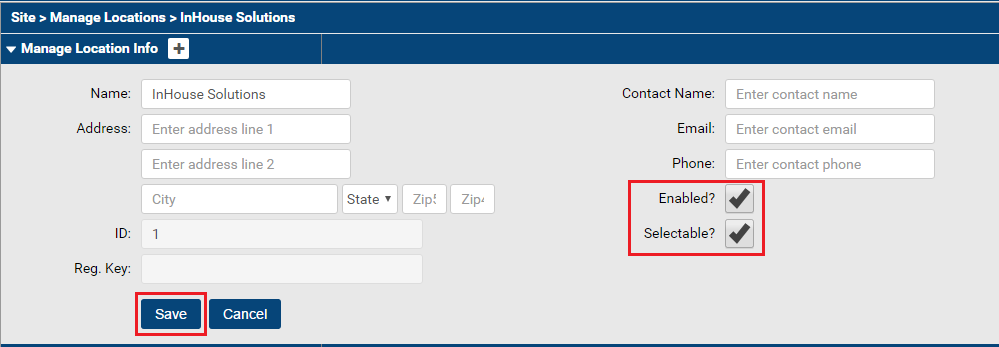 Site > Manage Locations > InHouse Solutions
Manage Location Info
Name: InHouse Solutions
Contact Name: Enter contact name
Address: Enter address line 1
Email: Enter contact email
Enter address line 2
Phone: Enter contact phone
City State Zip5 Zip4
Enabled?
ID: 1
Selectable?
Reg. Key:
Save Cancel